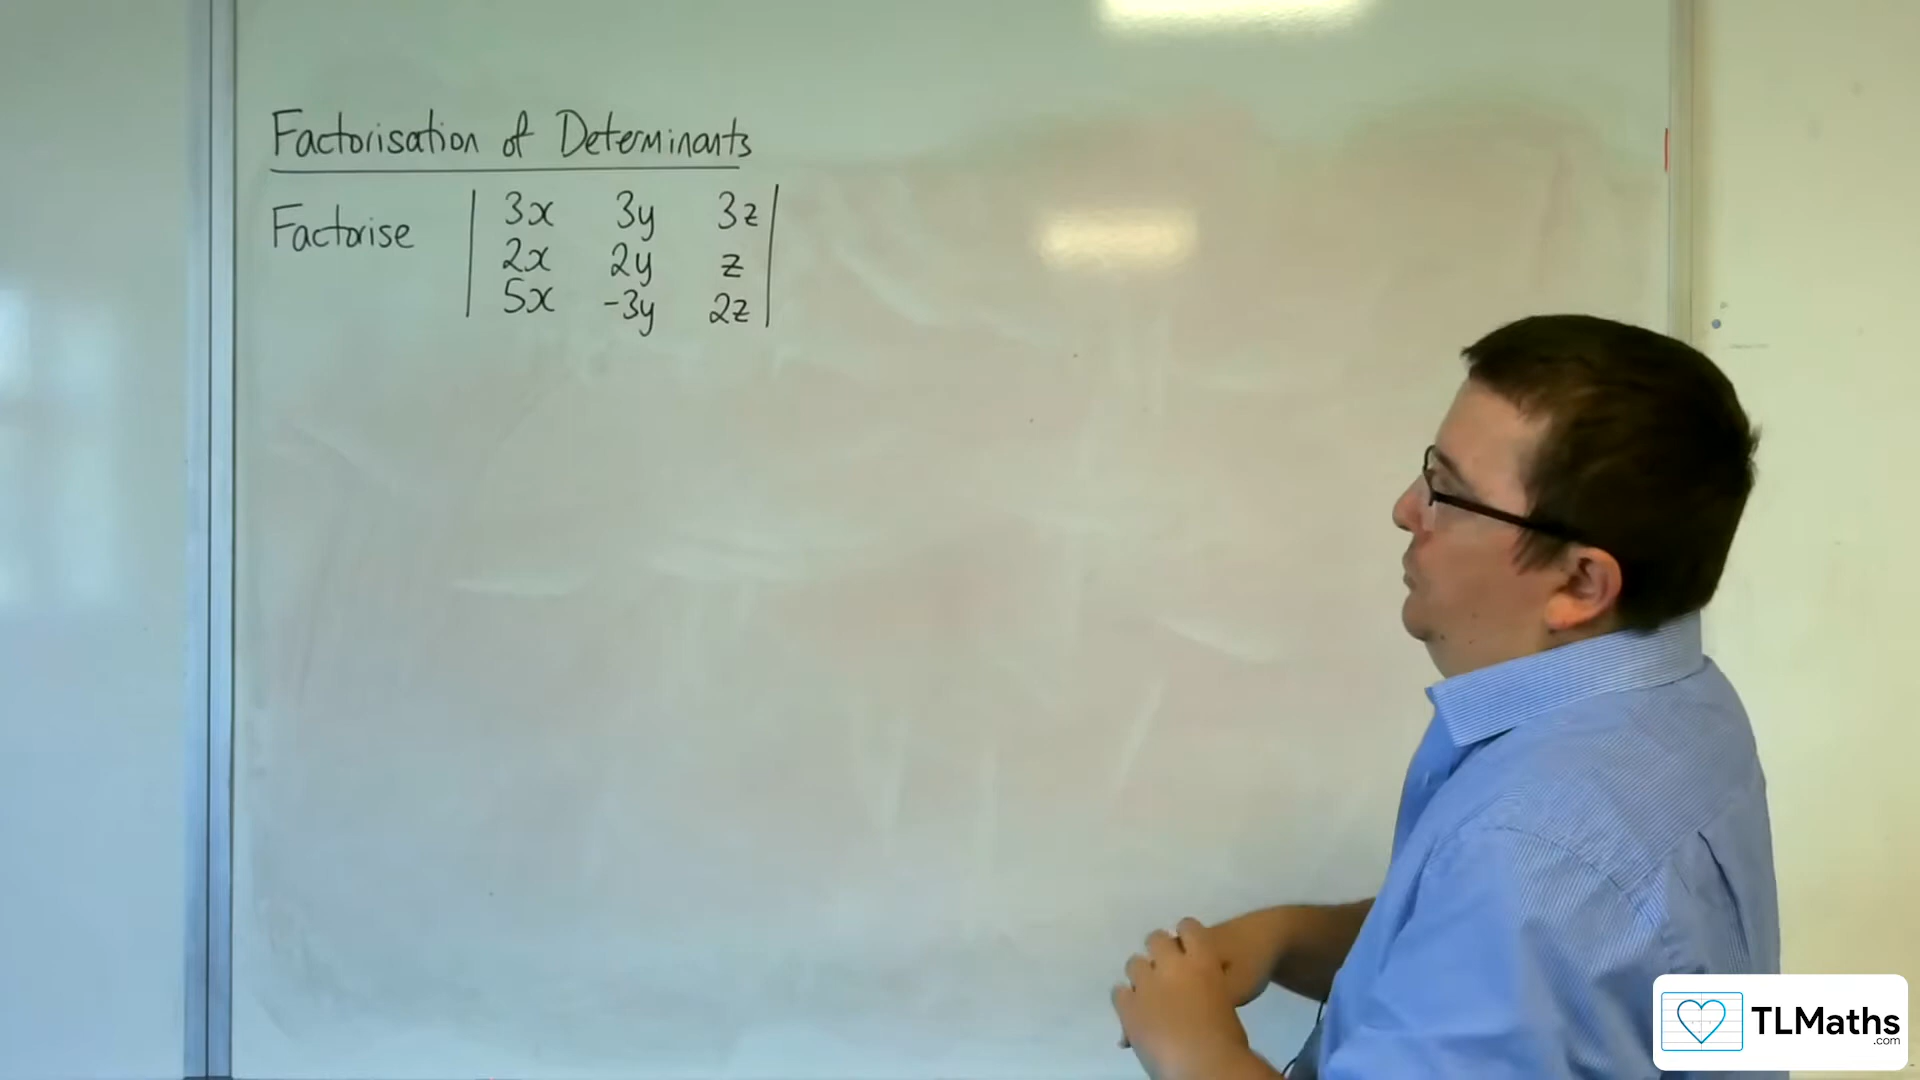 Factorisation of Determinants
Factorise
3x 3y 3z
2x 2y z
5x -3y 2z
TLMaths
.com